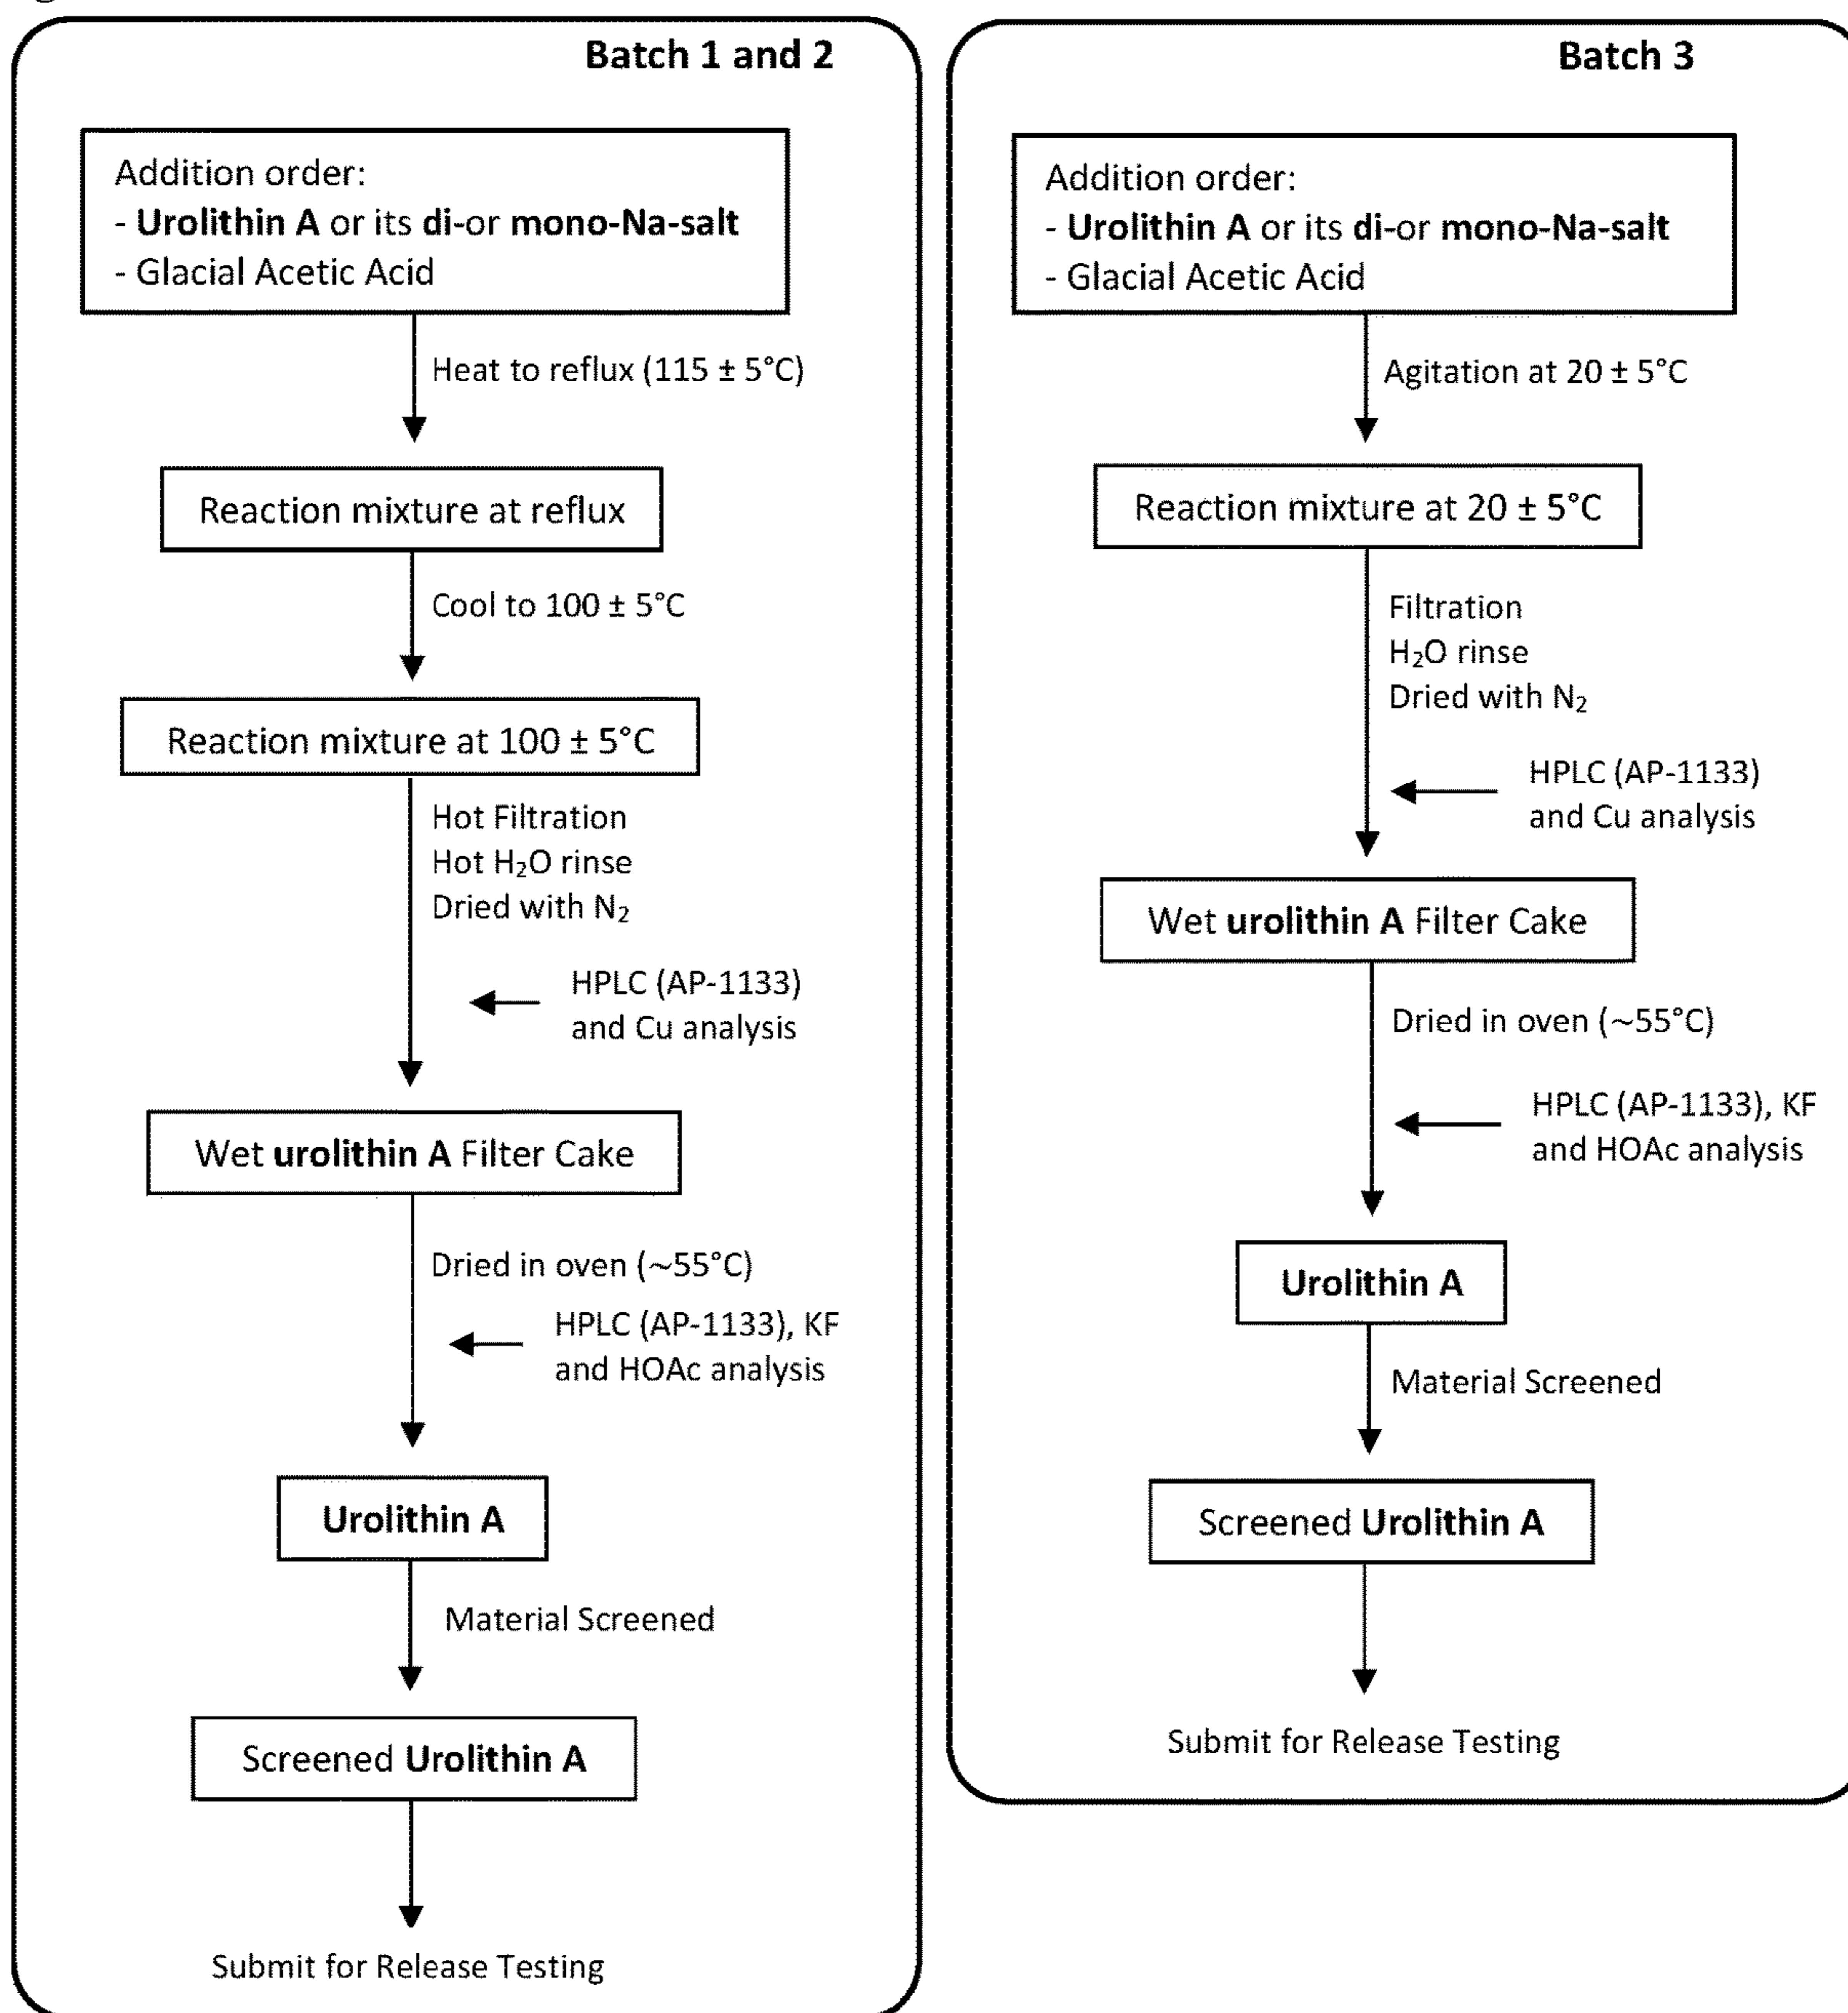 Batch 1 and 2
Addition order:
- Urolithin A or its di-or mono-Na-salt
- Glacial Acetic Acid
Heat to reflux (115 ± 5°C)
Reaction mixture at reflux
Cool to 100 ± 5°C
Reaction mixture at 100 ± 5°C
Hot Filtration
Hot H₂O rinse
Dried with N₂
HPLC (AP-1133)
and Cu analysis
Wet urolithin A Filter Cake
Dried in oven (~55°C)
HPLC (AP-1133), KF
and HOAc analysis
Urolithin A
Material Screened
Screened Urolithin A
Submit for Release Testing
Batch 3
Addition order:
- Urolithin A or its di-or mono-Na-salt
- Glacial Acetic Acid
Agitation at 20 ± 5°C
Reaction mixture at 20 ± 5°C
Filtration
H₂O rinse
Dried with N₂
HPLC (AP-1133)
and Cu analysis
Wet urolithin A Filter Cake
Dried in oven (~55°C)
HPLC (AP-1133), KF
and HOAc analysis
Urolithin A
Material Screened
Screened Urolithin A
Submit for Release Testing